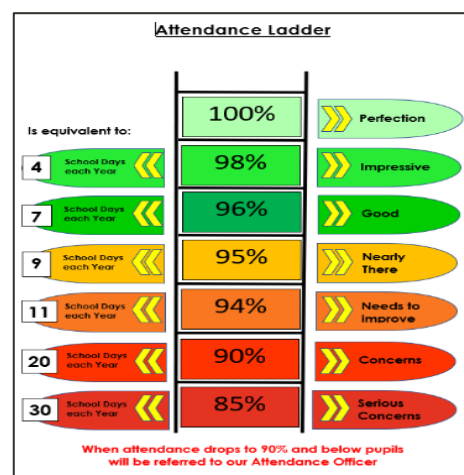 Attendance Ladder
100%
Perfection
Is equivalent to:
4 School Days each Year
98%
Impressive
7 School Days each Year
96%
Good
9 School Days each Year
95%
Nearly There
11 School Days each Year
94%
Needs to Improve
20 School Days each Year
90%
Concerns
30 School Days each Year
85%
Serious Concerns
When attendance drops to 90% and below pupils
will be referred to our Attendance Officer